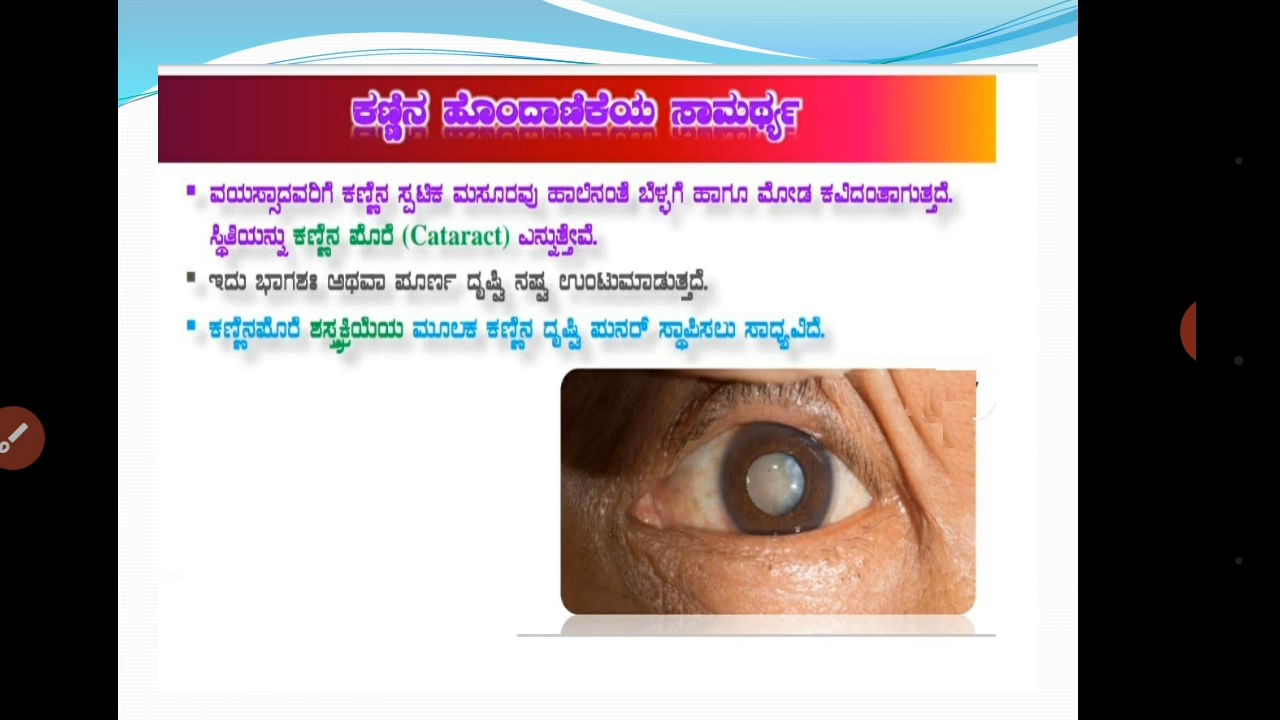 ಕಣ್ಣಿನ ಹೊಂದಾಣಿಕೆಯ ಸಾಮರ್ಥ್ಯ
▪ ವಯಸ್ಸಾದವರಿಗೆ ಕಣ್ಣಿನ ಸ್ಪಟಿಕ ಮಸೂರವು ಹಾಲಿನಂತೆ ಬೆಳ್ಳಗೆ ಹಾಗೂ ಮೋಡ ಕವಿದಂತಾಗುತ್ತದೆ.
ಸ್ಥಿತಿಯನ್ನು ಕಣ್ಣಿನ ಪೊರೆ (Cataract) ಎನ್ನುತ್ತೇವೆ.
▪ ಇದು ಭಾಗಶಃ ಅಥವಾ ಪೂರ್ಣ ದೃಷ್ಟಿ ನಷ್ಟ ಉಂಟುಮಾಡುತ್ತದೆ.
▪ ಕಣ್ಣಿನಪೊರೆ ಶಸ್ತ್ರಕ್ರಿಯೆಯ ಮೂಲಕ ಕಣ್ಣಿನ ದೃಷ್ಟಿ ಪುನರ್ ಸ್ಥಾಪಿಸಲು ಸಾಧ್ಯವಿದೆ.